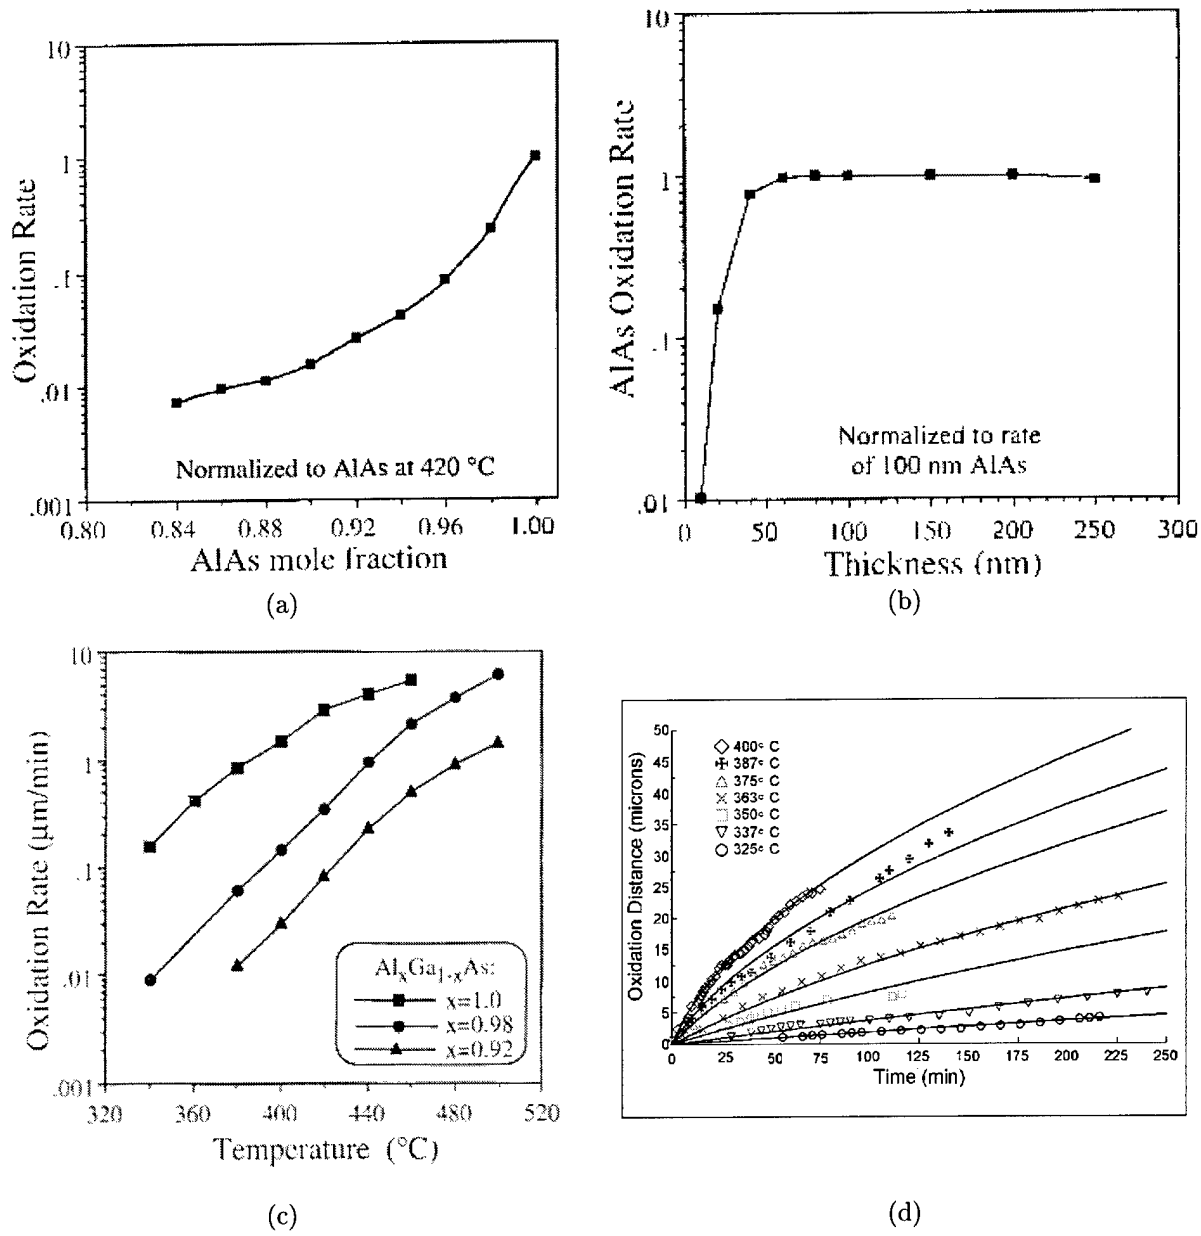 10
1
.1
.01
.001
0.80 0.84 0.88 0.92 0.96 1.00
Oxidation Rate
Normalized to AlAs at 420 °C
AlAs mole fraction
(a)
10
1
.1
.01
0 50 100 150 200 250 300
AlAs Oxidation Rate
Normalized to rate
of 100 nm AlAs
Thickness (nm)
(b)
10
1
.1
.01
.001
320 360 400 440 480 520
Oxidation Rate (µm/min)
AlxGa1-xAs:
x=1.0
x=0.98
x=0.92
Temperature (°C)
(c)
50
45
40
35
30
25
20
15
10
5
0
0 25 50 75 100 125 150 175 200 225 250
Oxidation Distance (microns)
400° C
387° C
375° C
363° C
350° C
337° C
325° C
Time (min)
(d)